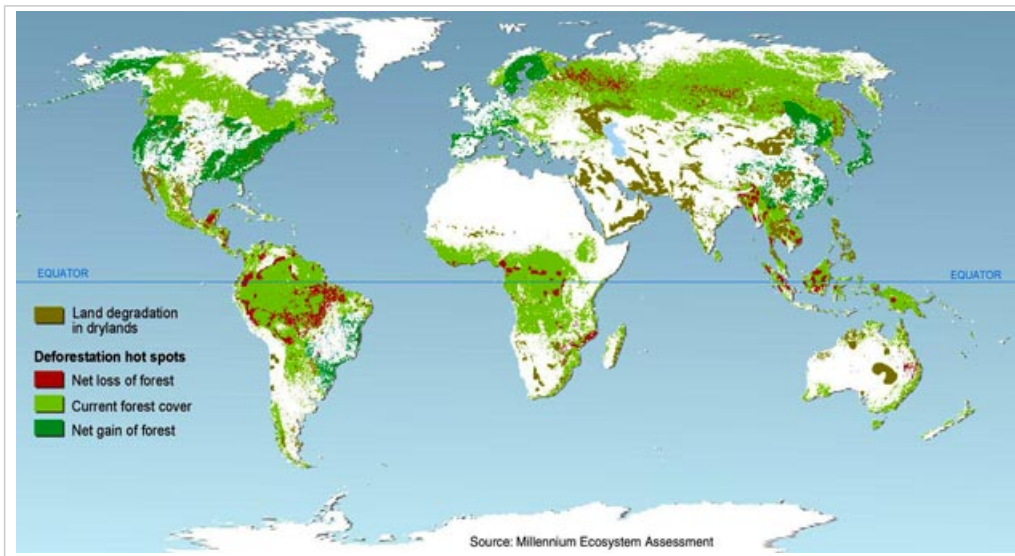 EQUATOR
EQUATOR
Land degradation
in drylands
Deforestation hot spots
Net loss of forest
Current forest cover
Net gain of forest
Source: Millennium Ecosystem Assessment